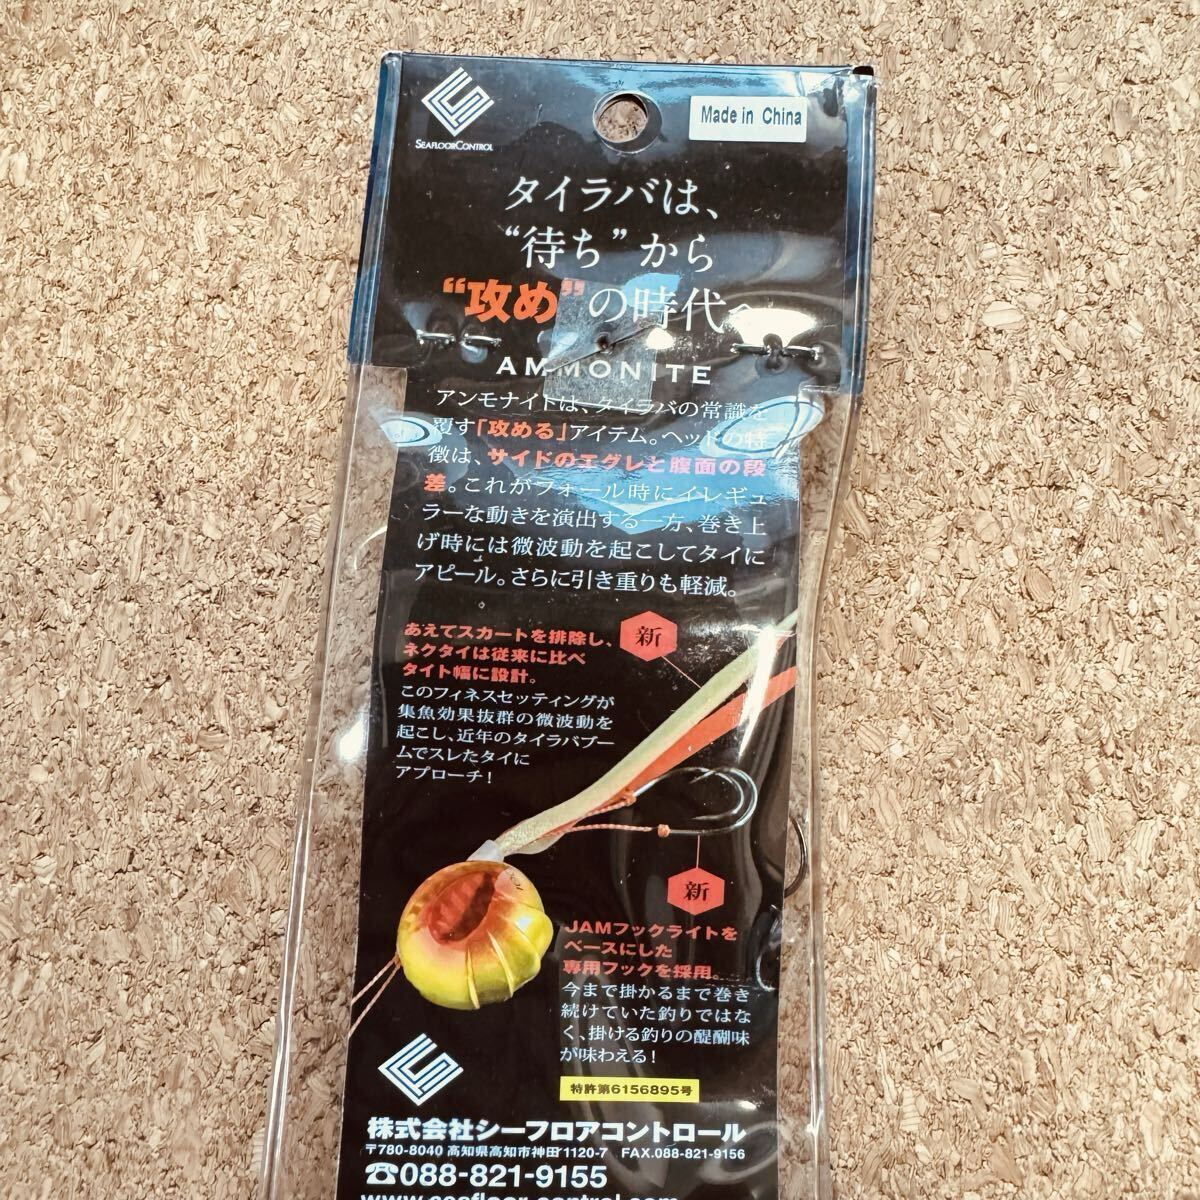 SEAFLOORCONTROL
Made in China
タイラバは、
“待ち”から
“攻め”の時代へ
AMMONITE
アンモナイトは、タイラバの常識を
覆す「攻める」アイテム。ヘッドの特
徴は、サイドのエグレと腹面の段
差。これがフォール時にイレギュ
ラーな動きを演出する一方、巻き上
げ時には微波動を起こしてタイに
アピール。さらに引き重りも軽減。
新
あえてスカートを排除し、
ネクタイは従来に比べ
タイト幅に設計。
このフィネスセッティングが
集魚効果抜群の微波動を
起こし、近年のタイラバブー
ムでスレたタイに
アプローチ!
新
JAMフックライトを
ベースにした
専用フックを採用。
今まで掛かるまで巻き
続けていた釣りではな
く、掛ける釣りの醍醐味
が味わえる!
特許第6156895号
株式会社シーフロアコントロール
〒780-8040 高知県高知市神田1120-7 FAX.088-821-9156
☎088-821-9155
www.seafloor-control.com